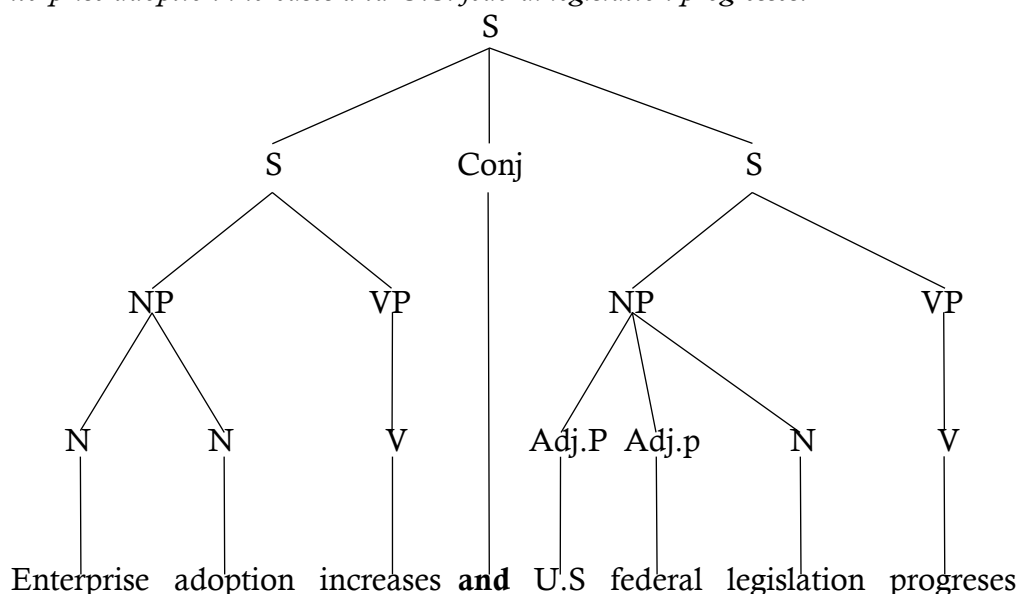 S
S Conj S
NP VP NP VP
N N V Adj.P Adj.p N V
Enterprise adoption increases and U.S federal legislation progreses